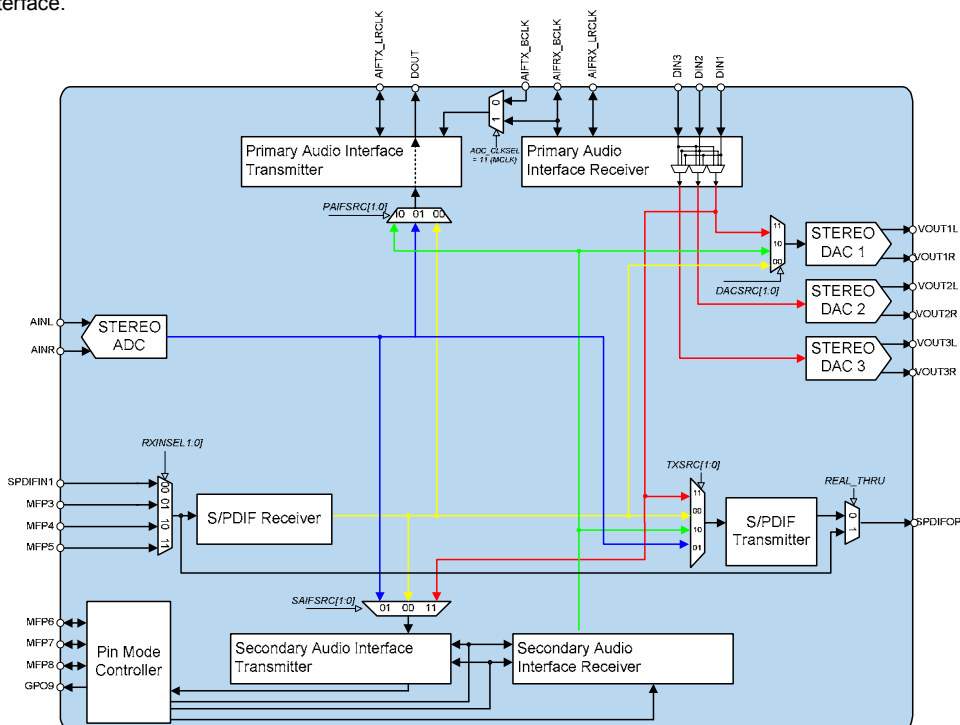 terface.
AIFTX_LRCLK
DOUT
AIFTX_BCLK
AIFRX_BCLK
AIFRX_LRCLK
DIN3
DIN2
DIN1
1 0
ADC_CLKSEL
= 11 (MCLK)
Primary Audio Interface
Transmitter
Primary Audio
Interface Receiver
PAIFSRC[1:0]
10 01 00
11
10
00
DACSRC[1:0]
STEREO
DAC 1
VOUT1L
VOUT1R
STEREO
DAC 2
VOUT2L
VOUT2R
STEREO
DAC 3
VOUT3L
VOUT3R
AINL
AINR
STEREO
ADC
RXINSEL1:0]
SPDIFIN1
MFP3
MFP4
MFP5
00 01 10 11
S/PDIF Receiver
TXSRC[1:0]
11
00
10
01
S/PDIF
Transmitter
REAL_THRU
0 1
SPDIFOP
SAIFSRC[1:0]
01 00 11
MFP6
MFP7
MFP8
GPO9
Pin Mode
Controller
Secondary Audio Interface
Transmitter
Secondary Audio
Interface Receiver